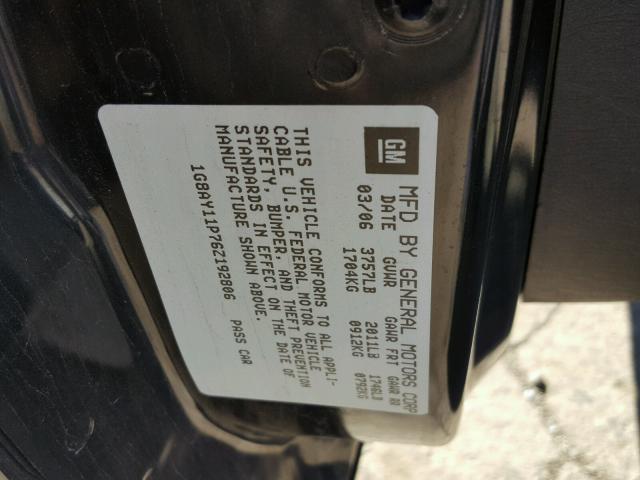 GM MFD BY GENERAL MOTORS CORP
DATE GVWR GAWR FRT GAWR RR
03/06 3757LB 2011LB 1746LB
1704KG 0912KG 0792KG
THIS VEHICLE CONFORMS TO ALL APPLI-
CABLE U.S. FEDERAL MOTOR VEHICLE
SAFETY, BUMPER, AND THEFT PREVENTION
STANDARDS IN EFFECT ON THE DATE OF
MANUFACTURE SHOWN ABOVE.
1G8AY11P76Z192806 PASS CAR